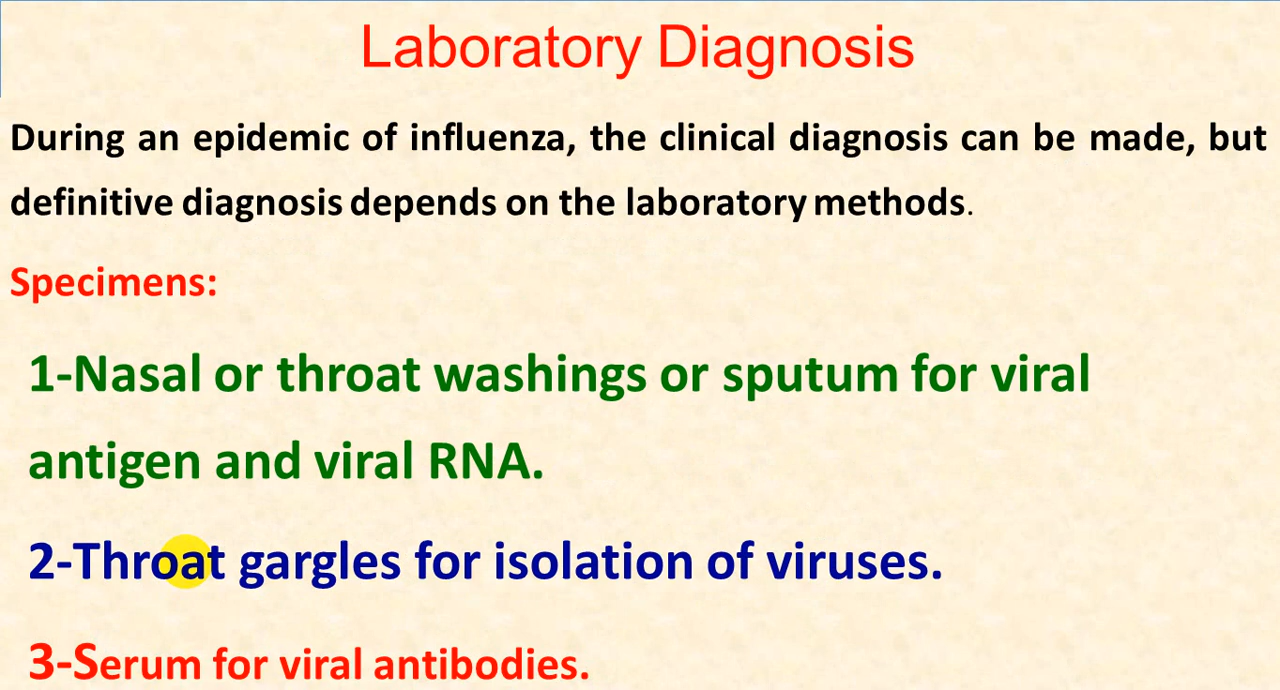 Laboratory Diagnosis
During an epidemic of influenza, the clinical diagnosis can be made, but
definitive diagnosis depends on the laboratory methods.
Specimens:
1-Nasal or throat washings or sputum for viral
antigen and viral RNA.
2-Throat gargles for isolation of viruses.
3-Serum for viral antibodies.